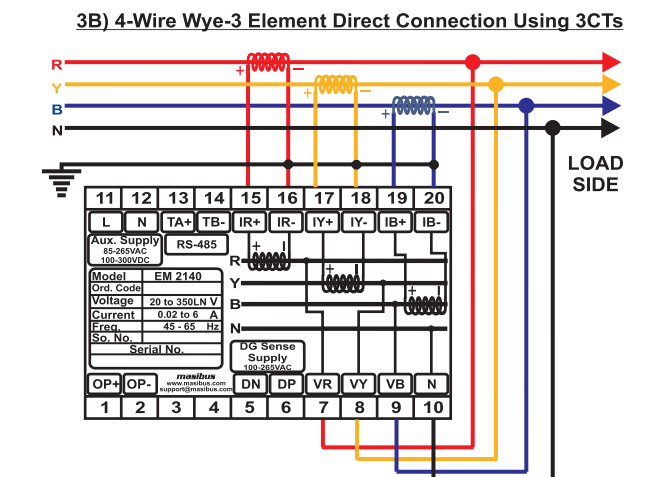 3B) 4-Wire Wye-3 Element Direct Connection Using 3CTs
R
+ −
Y
+ −
B
+ −
N
LOAD
SIDE
11 12 13 14 15 16 17 18 19 20
L N TA+ TB- IR+ IR- IY+ IY- IB+ IB-
Aux. Supply
85-265VAC
100-300VDC
RS-485
+ −
R
+ −
Y
+ −
B
N
Model EM 2140
Ord. Code
Voltage 20 to 350LN V
Current 0.02 to 6 A
Freq. 45 - 65 Hz
So. No.
Serial No.
DG Sense
Supply
100-265VAC
masibus
www.masibus.com
support@masibus.com
OP+ OP- DN DP VR VY VB N
1 2 3 4 5 6 7 8 9 10